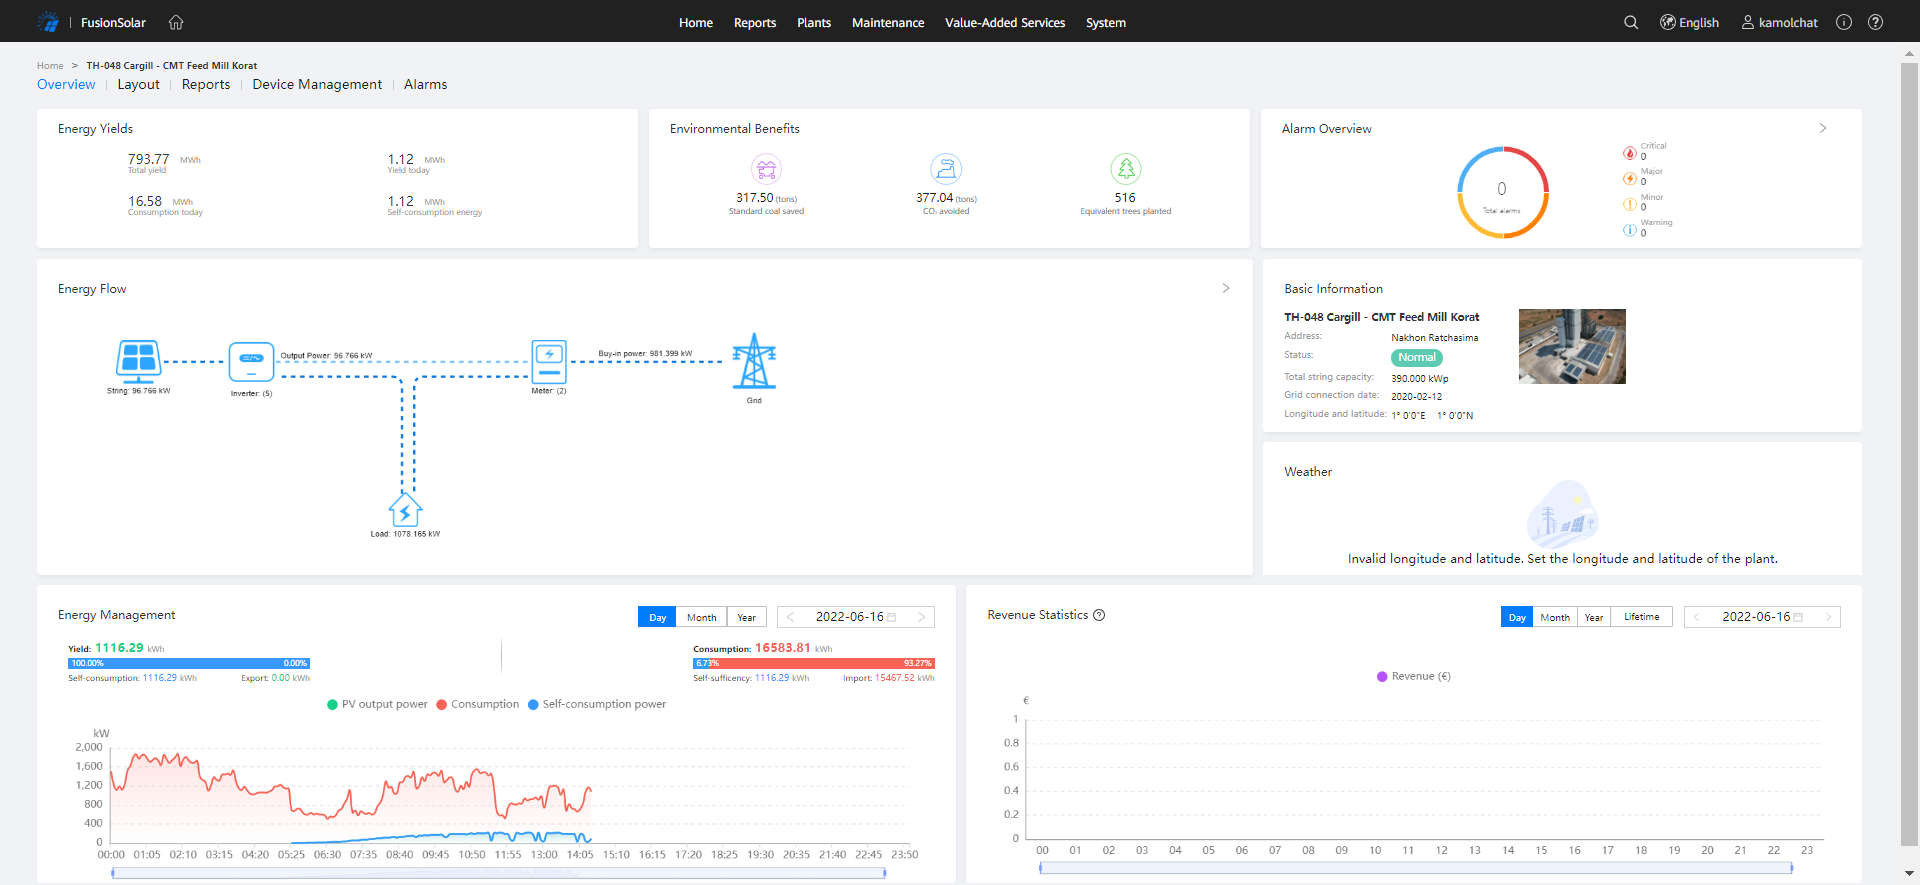 FusionSolar
Home Reports Plants Maintenance Value-Added Services System
English kamolchat
Home > TH-048 Cargill - CMT Feed Mill Korat
Overview | Layout | Reports | Device Management | Alarms
Energy Yields
793.77 MWh
Total yield
1.12 MWh
Yield today
16.58 MWh
Consumption today
1.12 MWh
Self-consumption energy
Environmental Benefits
317.50 (tons)
Standard coal saved
377.04 (tons)
CO₂ avoided
516
Equivalent trees planted
Alarm Overview
0
Total alarms
Critical
0
Major
0
Minor
0
Warning
0
Energy Flow
String: 96.766 kW
Inverter: (5)
Output Power: 96.766 kW
Meter: (2)
Buy-in power: 981.399 kW
Grid
Load: 1078.165 kW
Basic Information
TH-048 Cargill - CMT Feed Mill Korat
Address: Nakhon Ratchasima
Status: Normal
Total string capacity: 390.000 kWp
Grid connection date: 2020-02-12
Longitude and latitude: 1° 0'0"E 1° 0'0"N
Weather
Invalid longitude and latitude. Set the longitude and latitude of the plant.
Energy Management
Day Month Year
2022-06-16
Yield: 1116.29 kWh
100.00% 0.00%
Self-consumption: 1116.29 kWh Export: 0.00 kWh
Consumption: 16583.81 kWh
6.73% 93.27%
Self-sufficency: 1116.29 kWh Import: 15467.52 kWh
PV output power Consumption Self-consumption power
kW
2,000
1,600
1,200
800
400
0
00:00 01:05 02:10 03:15 04:20 05:25 06:30 07:35 08:40 09:45 10:50 11:55 13:00 14:05 15:10 16:15 17:20 18:25 19:30 20:35 21:40 22:45 23:50
Revenue Statistics
Day Month Year Lifetime
2022-06-16
Revenue (€)
€
1
0.8
0.6
0.4
0.2
0
00 01 02 03 04 05 06 07 08 09 10 11 12 13 14 15 16 17 18 19 20 21 22 23